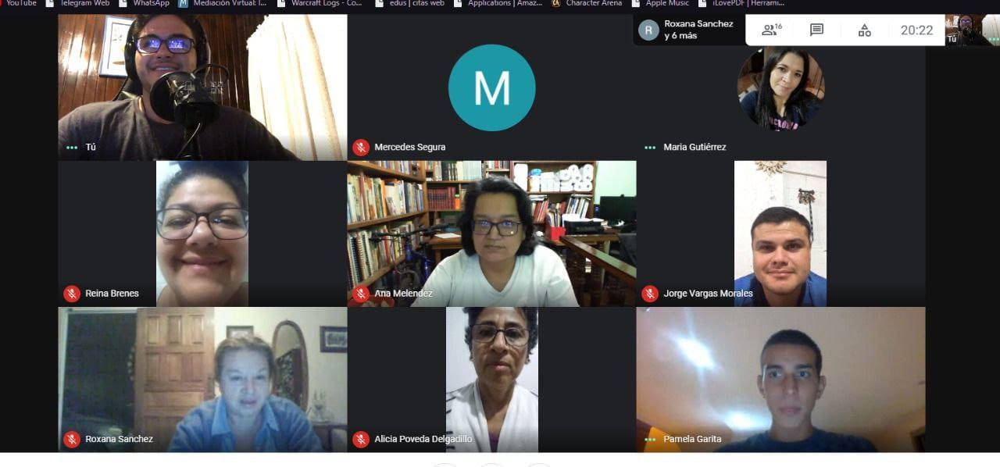 YouTube
Telegram Web
WhatsApp
Mediación Virtual: I...
Warcraft Logs - Co...
edus | citas web
Applications | Amaz...
Character Arena
Apple Music
iLovePDF | Herrami...
R
Roxana Sanchez
y 6 más
16
20:22
Tú
M
Tú
Mercedes Segura
Maria Gutiérrez
Reina Brenes
Ana Melendez
Jorge Vargas Morales
Roxana Sanchez
Alicia Poveda Delgadillo
Pamela Garita